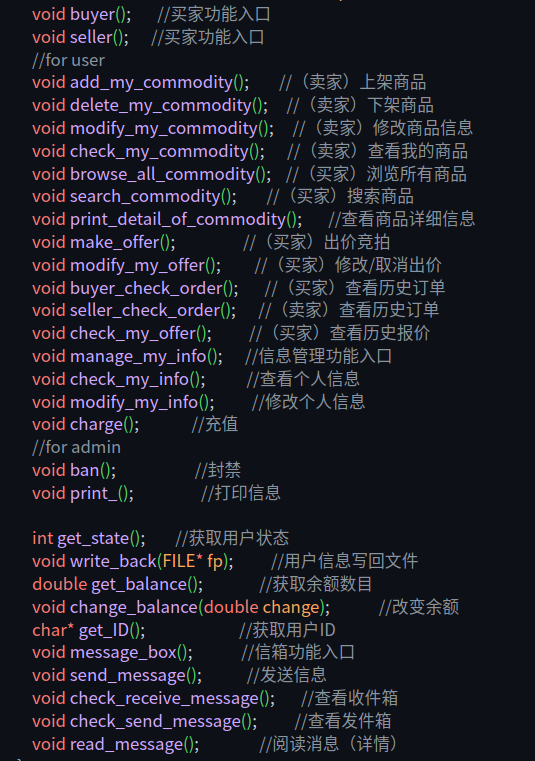 void buyer(); //买家功能入口
void seller(); //买家功能入口
//for user
void add_my_commodity(); //（卖家）上架商品
void delete_my_commodity(); //（卖家）下架商品
void modify_my_commodity(); //（卖家）修改商品信息
void check_my_commodity(); //（卖家）查看我的商品
void browse_all_commodity(); //（买家）浏览所有商品
void search_commodity(); //（买家）搜索商品
void print_detail_of_commodity(); //查看商品详细信息
void make_offer(); //（买家）出价竞拍
void modify_my_offer(); //（买家）修改/取消出价
void buyer_check_order(); //（买家）查看历史订单
void seller_check_order(); //（卖家）查看历史订单
void check_my_offer(); //（买家）查看历史报价
void manage_my_info(); //信息管理功能入口
void check_my_info(); //查看个人信息
void modify_my_info(); //修改个人信息
void charge(); //充值
//for admin
void ban(); //封禁
void print_(); //打印信息
int get_state(); //获取用户状态
void write_back(FILE* fp); //用户信息写回文件
double get_balance(); //获取余额数目
void change_balance(double change); //改变余额
char* get_ID(); //获取用户ID
void message_box(); //信箱功能入口
void send_message(); //发送信息
void check_receive_message(); //查看收件箱
void check_send_message(); //查看发件箱
void read_message(); //阅读消息（详情）